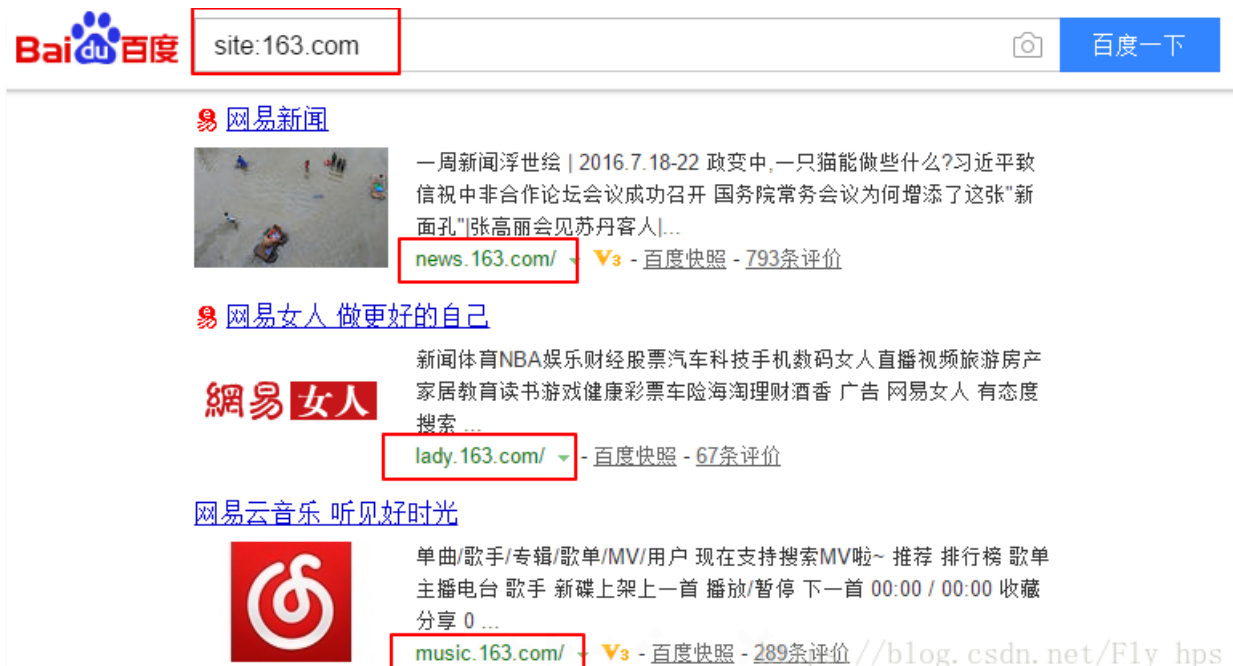 Bai du 百度 site:163.com 百度一下
网易新闻
一周新闻浮世绘 | 2016.7.18-22 政变中,一只猫能做些什么?习近平致
信祝中非合作论坛会议成功召开 国务院常务会议为何增添了这张"新
面孔"|张高丽会见苏丹客人|...
news.163.com/ V3 - 百度快照 - 793条评价
网易女人 做更好的自己
新闻体育NBA娱乐财经股票汽车科技手机数码女人直播视频旅游房产
網易女人 家居教育读书游戏健康彩票车险海淘理财酒香 广告 网易女人 有态度
搜索 ...
lady.163.com/ - 百度快照 - 67条评价
网易云音乐 听见好时光
单曲/歌手/专辑/歌单/MV/用户 现在支持搜索MV啦~ 推荐 排行榜 歌单
主播电台 歌手 新碟上架上一首 播放/暂停 下一首 00:00 / 00:00 收藏
分享 0 ...
music.163.com/ V3 - 百度快照 - 289条评价
//blog.csdn.net/Fly_hps